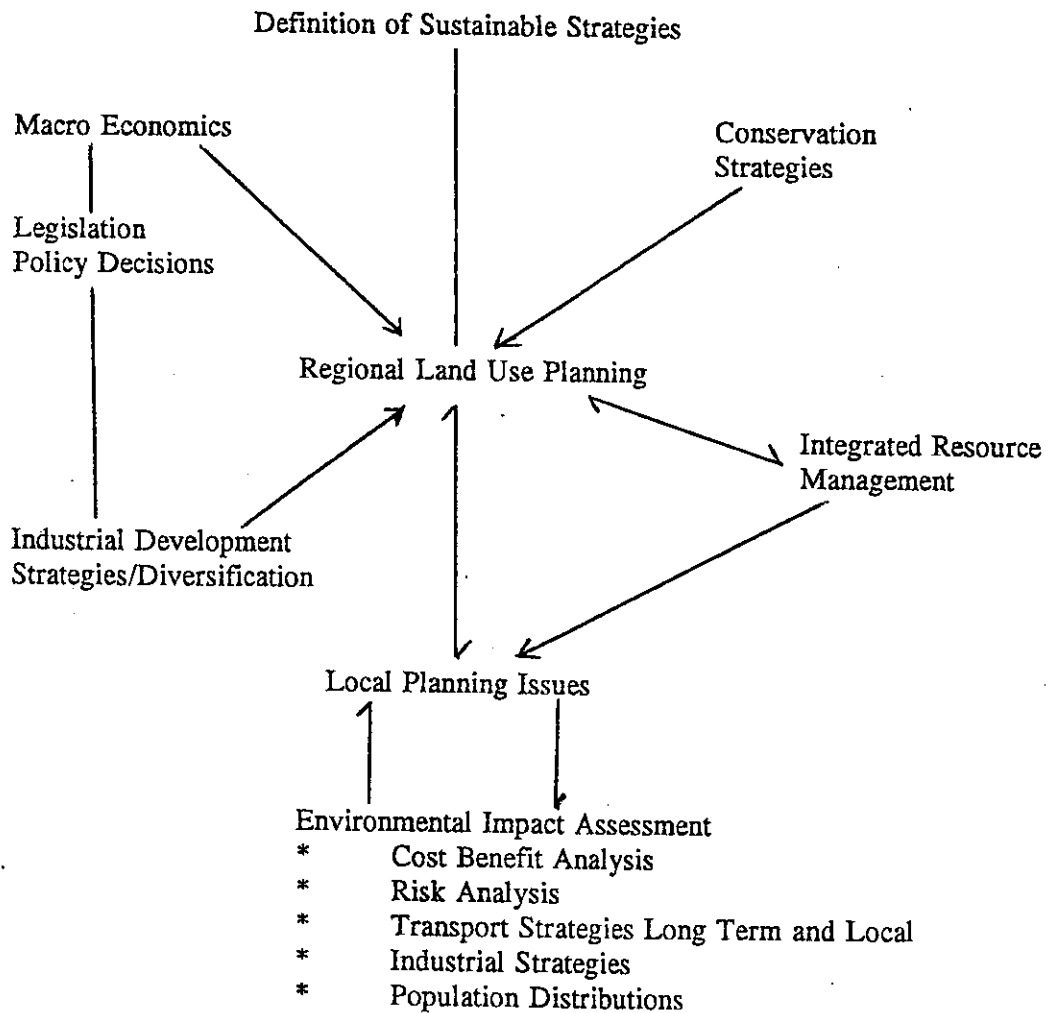 Definition of Sustainable Strategies
Macro Economics
Conservation
Strategies
Legislation
Policy Decisions
Regional Land Use Planning
Integrated Resource
Management
Industrial Development
Strategies/Diversification
Local Planning Issues
Environmental Impact Assessment
* Cost Benefit Analysis
* Risk Analysis
* Transport Strategies Long Term and Local
* Industrial Strategies
* Population Distributions